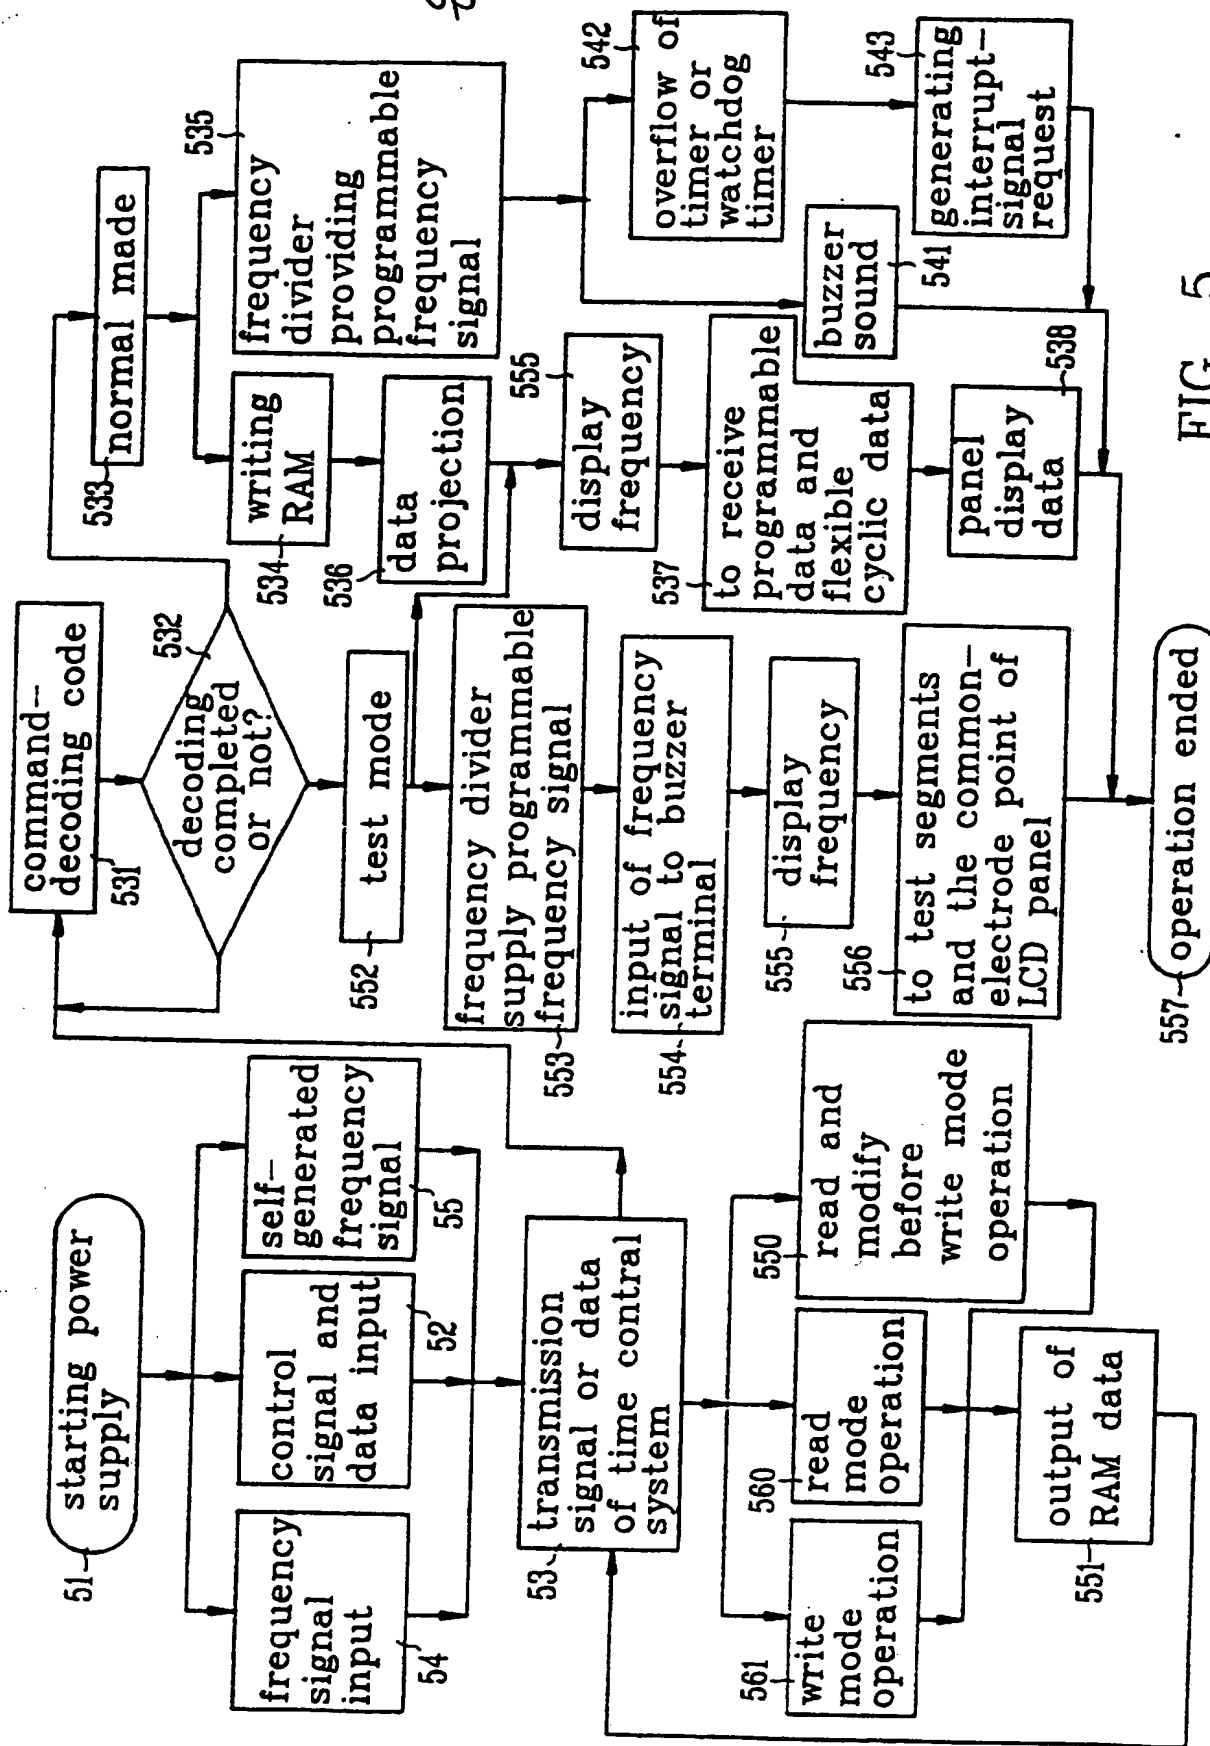 51
starting power
supply
frequency
signal
input
54
control
signal and
data input
52
self-
generated
frequency
signal
55
53
transmission
signal or data
of time contral
system
561
write
mode
operation
560
read
mode
operation
550
read and
modify
before
write mode
operation
551
output of
RAM data
command-
decoding code
531
decoding
completed
or not?
532
552
test mode
frequency divider
supply programmable
frequency signal
553
input of frequency
signal to buzzer
terminal
554
display
frequency
555
556
to test segments
and the common-
electrode point of
LCD panel
557
operation ended
533
normal made
writing
RAM
534
536
data
projection
555
display
frequency
537
to receive
programmable
data and
flexible
cyclic data
panel
display
data
538
535
frequency
divider
providing
programmable
frequency
signal
buzzer
sound
541
542
overflow of
timer or
watchdog
timer
543
generating
interrupt-
signal
request
FIG. 5